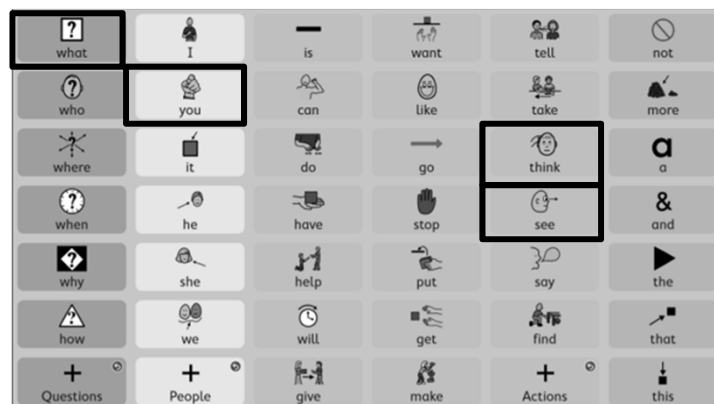 what I is want tell not
who you can like take more
where it do go think a
when he have stop see and
why she help put say the
how we will get find that
Questions People give make Actions this